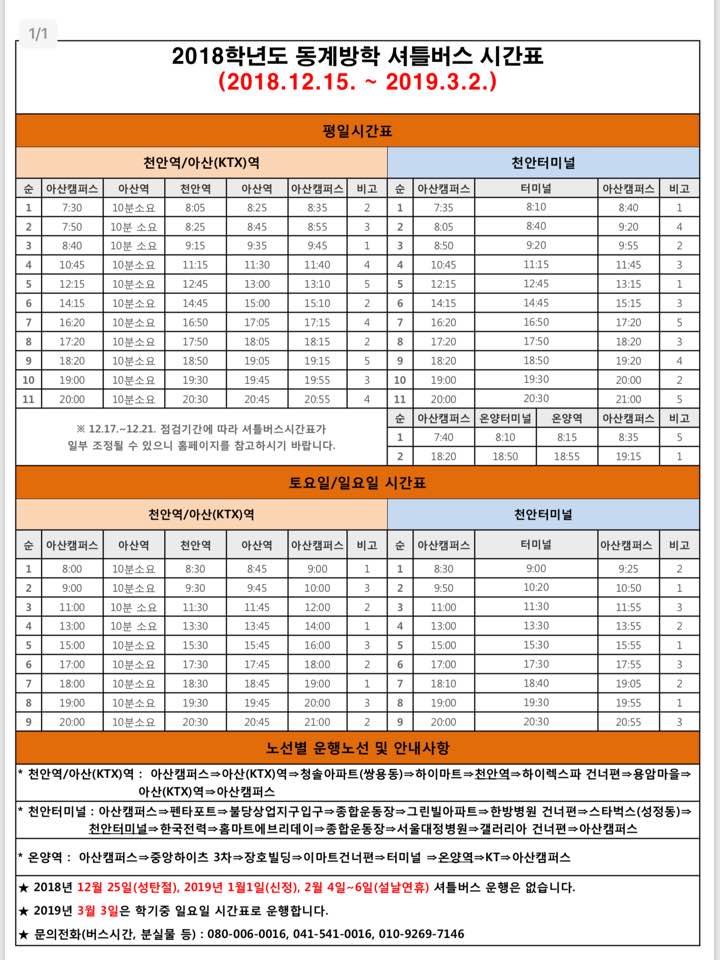 1/1
2018학년도 동계방학 셔틀버스 시간표
(2018.12.15. ~ 2019.3.2.)
평일시간표
천안역/아산(KTX)역 천안터미널
순 아산캠퍼스 아산역 천안역 아산역 아산캠퍼스 비고 순 아산캠퍼스 터미널 아산캠퍼스 비고
1 7:30 10분소요 8:05 8:25 8:35 2 1 7:35 8:10 8:40 1
2 7:50 10분 소요 8:25 8:45 8:55 3 2 8:05 8:40 9:20 4
3 8:40 10분 소요 9:15 9:35 9:45 1 3 8:50 9:20 9:55 2
4 10:45 10분소요 11:15 11:30 11:40 4 4 10:45 11:15 11:45 3
5 12:15 10분소요 12:45 13:00 13:10 5 5 12:15 12:45 13:15 1
6 14:15 10분소요 14:45 15:00 15:10 2 6 14:15 14:45 15:15 3
7 16:20 10분소요 16:50 17:05 17:15 4 7 16:20 16:50 17:20 5
8 17:20 10분소요 17:50 18:05 18:15 2 8 17:20 17:50 18:20 3
9 18:20 10분소요 18:50 19:05 19:15 5 9 18:20 18:50 19:20 4
10 19:00 10분소요 19:30 19:45 19:55 3 10 19:00 19:30 20:00 2
11 20:00 10분소요 20:30 20:45 20:55 4 11 20:00 20:30 21:00 5
※ 12.17.~12.21. 점검기간에 따라 셔틀버스시간표가
일부 조정될 수 있으니 홈페이지를 참고하시기 바랍니다.
순 아산캠퍼스 온양터미널 온양역 아산캠퍼스 비고
1 7:40 8:10 8:15 8:35 5
2 18:20 18:50 18:55 19:15 1
토요일/일요일 시간표
천안역/아산(KTX)역 천안터미널
순 아산캠퍼스 아산역 천안역 아산역 아산캠퍼스 비고 순 아산캠퍼스 터미널 아산캠퍼스 비고
1 8:00 10분소요 8:30 8:45 9:00 1 1 8:30 9:00 9:25 2
2 9:00 10분소요 9:30 9:45 10:00 3 2 9:50 10:20 10:50 1
3 11:00 10분 소요 11:30 11:45 12:00 2 3 11:00 11:30 11:55 3
4 13:00 10분 소요 13:30 13:45 14:00 1 4 13:00 13:30 13:55 2
5 15:00 10분소요 15:30 15:45 16:00 3 5 15:00 15:30 15:55 1
6 17:00 10분소요 17:30 17:45 18:00 2 6 17:00 17:30 17:55 3
7 18:00 10분소요 18:30 18:45 19:00 1 7 18:10 18:40 19:05 2
8 19:00 10분소요 19:30 19:45 20:00 3 8 19:00 19:30 19:55 1
9 20:00 10분소요 20:30 20:45 21:00 2 9 20:00 20:30 20:55 3
노선별 운행노선 및 안내사항
* 천안역/아산(KTX)역 : 아산캠퍼스⇒아산(KTX)역⇒청솔아파트(쌍용동)⇒하이마트⇒천안역⇒하이렉스파 건너편⇒용암마을⇒
아산(KTX)역⇒아산캠퍼스
* 천안터미널 : 아산캠퍼스⇒펜타포트⇒불당상업지구입구⇒종합운동장⇒그린빌아파트⇒한방병원 건너편⇒스타벅스(성정동)⇒
천안터미널⇒한국전력⇒홈마트에브리데이⇒종합운동장⇒서울대정병원⇒갤러리아 건너편⇒아산캠퍼스
* 온양역 : 아산캠퍼스⇒중앙하이츠 3차⇒장호빌딩⇒이마트건너편⇒터미널 ⇒온양역⇒KT⇒아산캠퍼스
★ 2018년 12월 25일(성탄절), 2019년 1월1일(신정), 2월 4일~6일(설날연휴) 셔틀버스 운행은 없습니다.
★ 2019년 3월 3일은 학기중 일요일 시간표로 운행합니다.
★ 문의전화(버스시간, 분실물 등) : 080-006-0016, 041-541-0016, 010-9269-7146